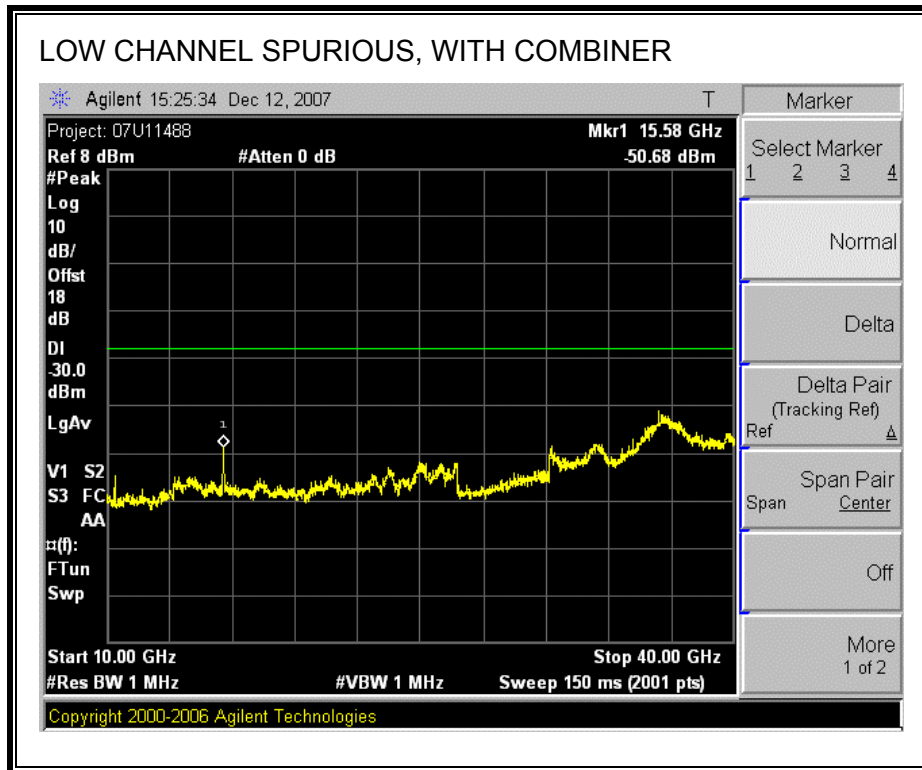 LOW CHANNEL SPURIOUS, WITH COMBINER
Agilent 15:25:34 Dec 12, 2007 T
Project: 07U11488 Mkr1 15.58 GHz
Ref 8 dBm #Atten 0 dB -50.68 dBm
#Peak
Log
10
dB/
Offst
18
dB
DI
-30.0
dBm
LgAv
1
V1 S2
S3 FC
AA
¤(f):
FTun
Swp
Start 10.00 GHz Stop 40.00 GHz
#Res BW 1 MHz #VBW 1 MHz Sweep 150 ms (2001 pts)
Copyright 2000-2006 Agilent Technologies
Marker
Select Marker
1 2 3 4
Normal
Delta
Delta Pair
(Tracking Ref)
Ref Δ
Span Pair
Span Center
Off
More
1 of 2